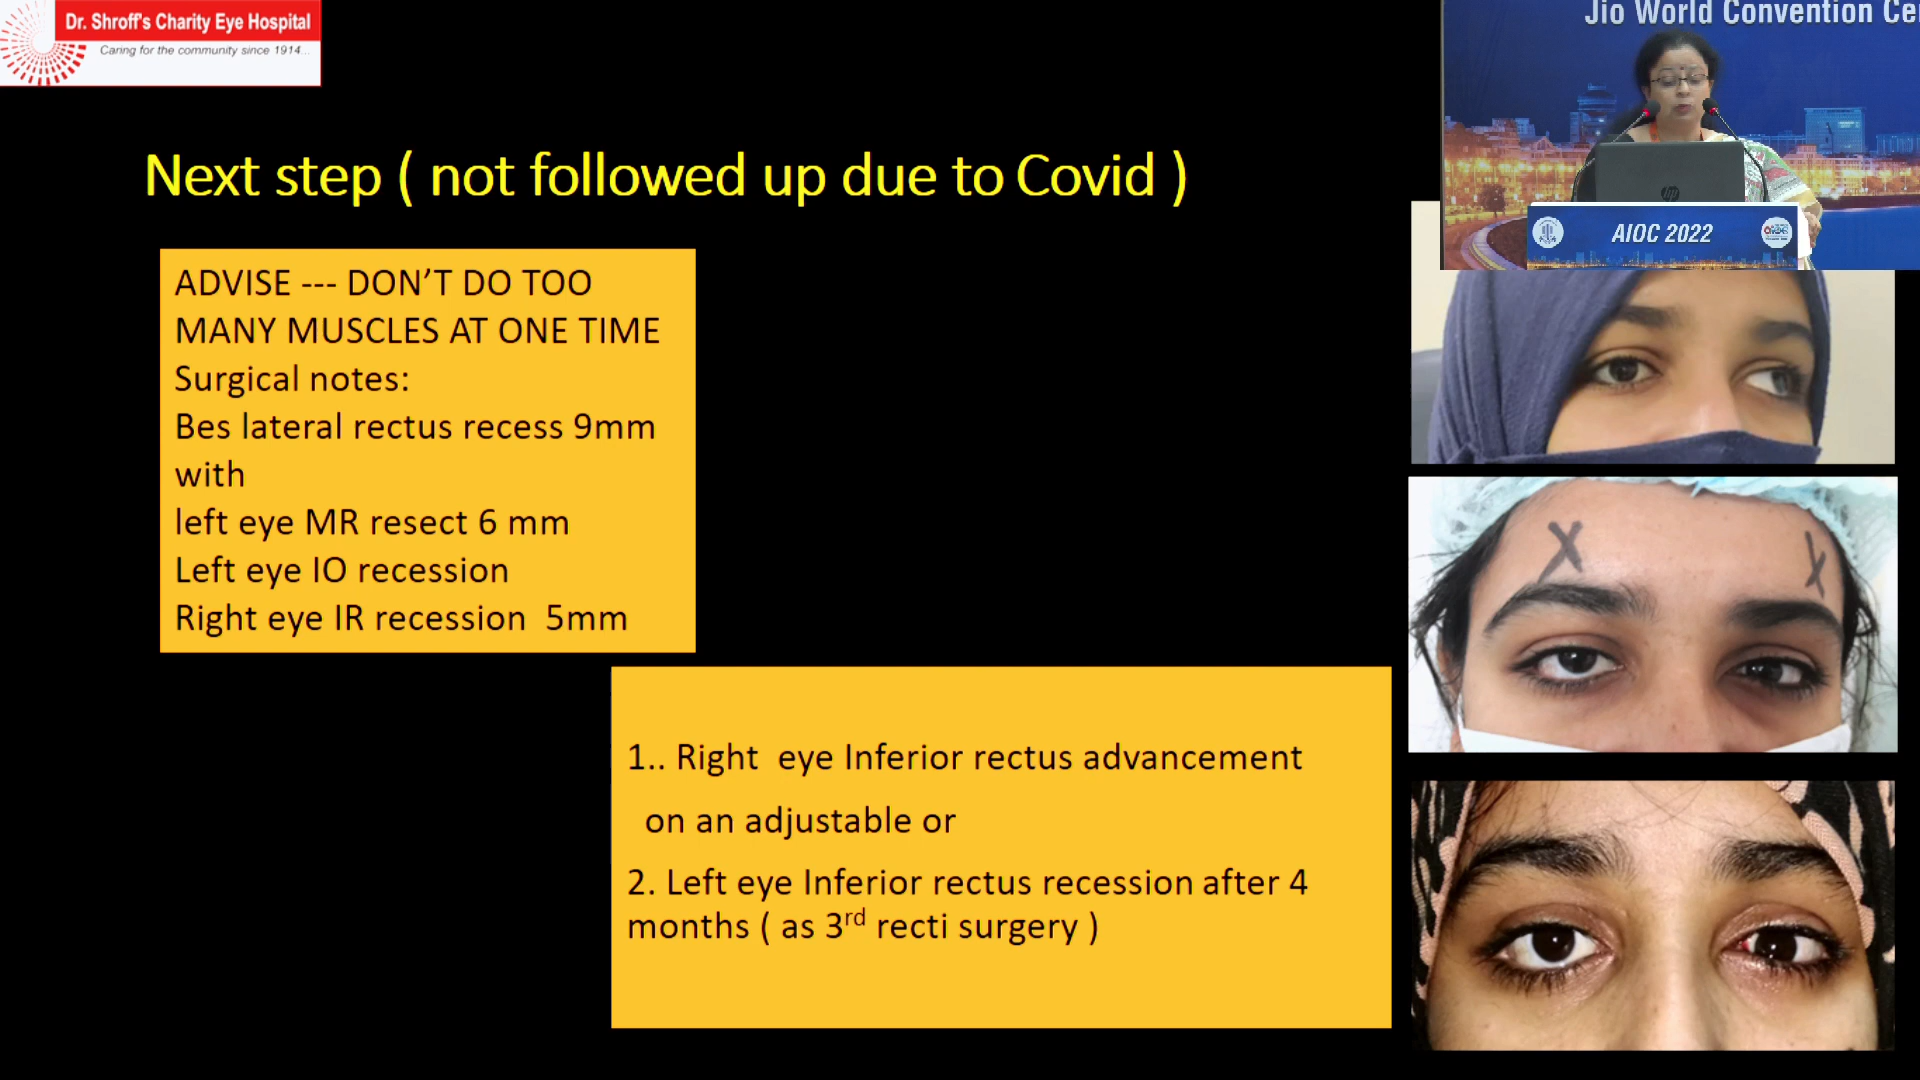 Dr. Shroff's Charity Eye Hospital
Caring for the community since 1914...
Jio World Convention Ce
AIOC 2022
Next step ( not followed up due to Covid )
ADVISE --- DON’T DO TOO
MANY MUSCLES AT ONE TIME
Surgical notes:
Bes lateral rectus recess 9mm
with
left eye MR resect 6 mm
Left eye IO recession
Right eye IR recession 5mm
1.. Right eye Inferior rectus advancement
on an adjustable or
2. Left eye Inferior rectus recession after 4
months ( as 3rd recti surgery )
X
X
hp